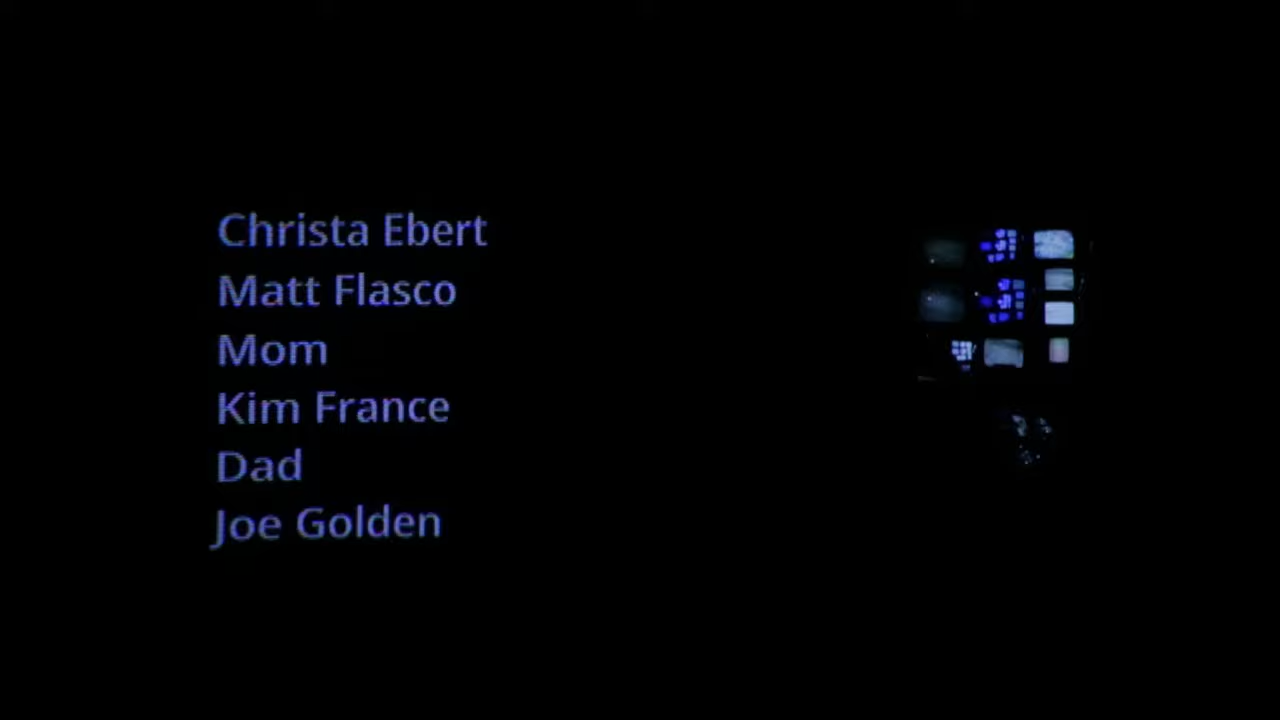 Christa Ebert
Matt Flasco
Mom
Kim France
Dad
Joe Golden